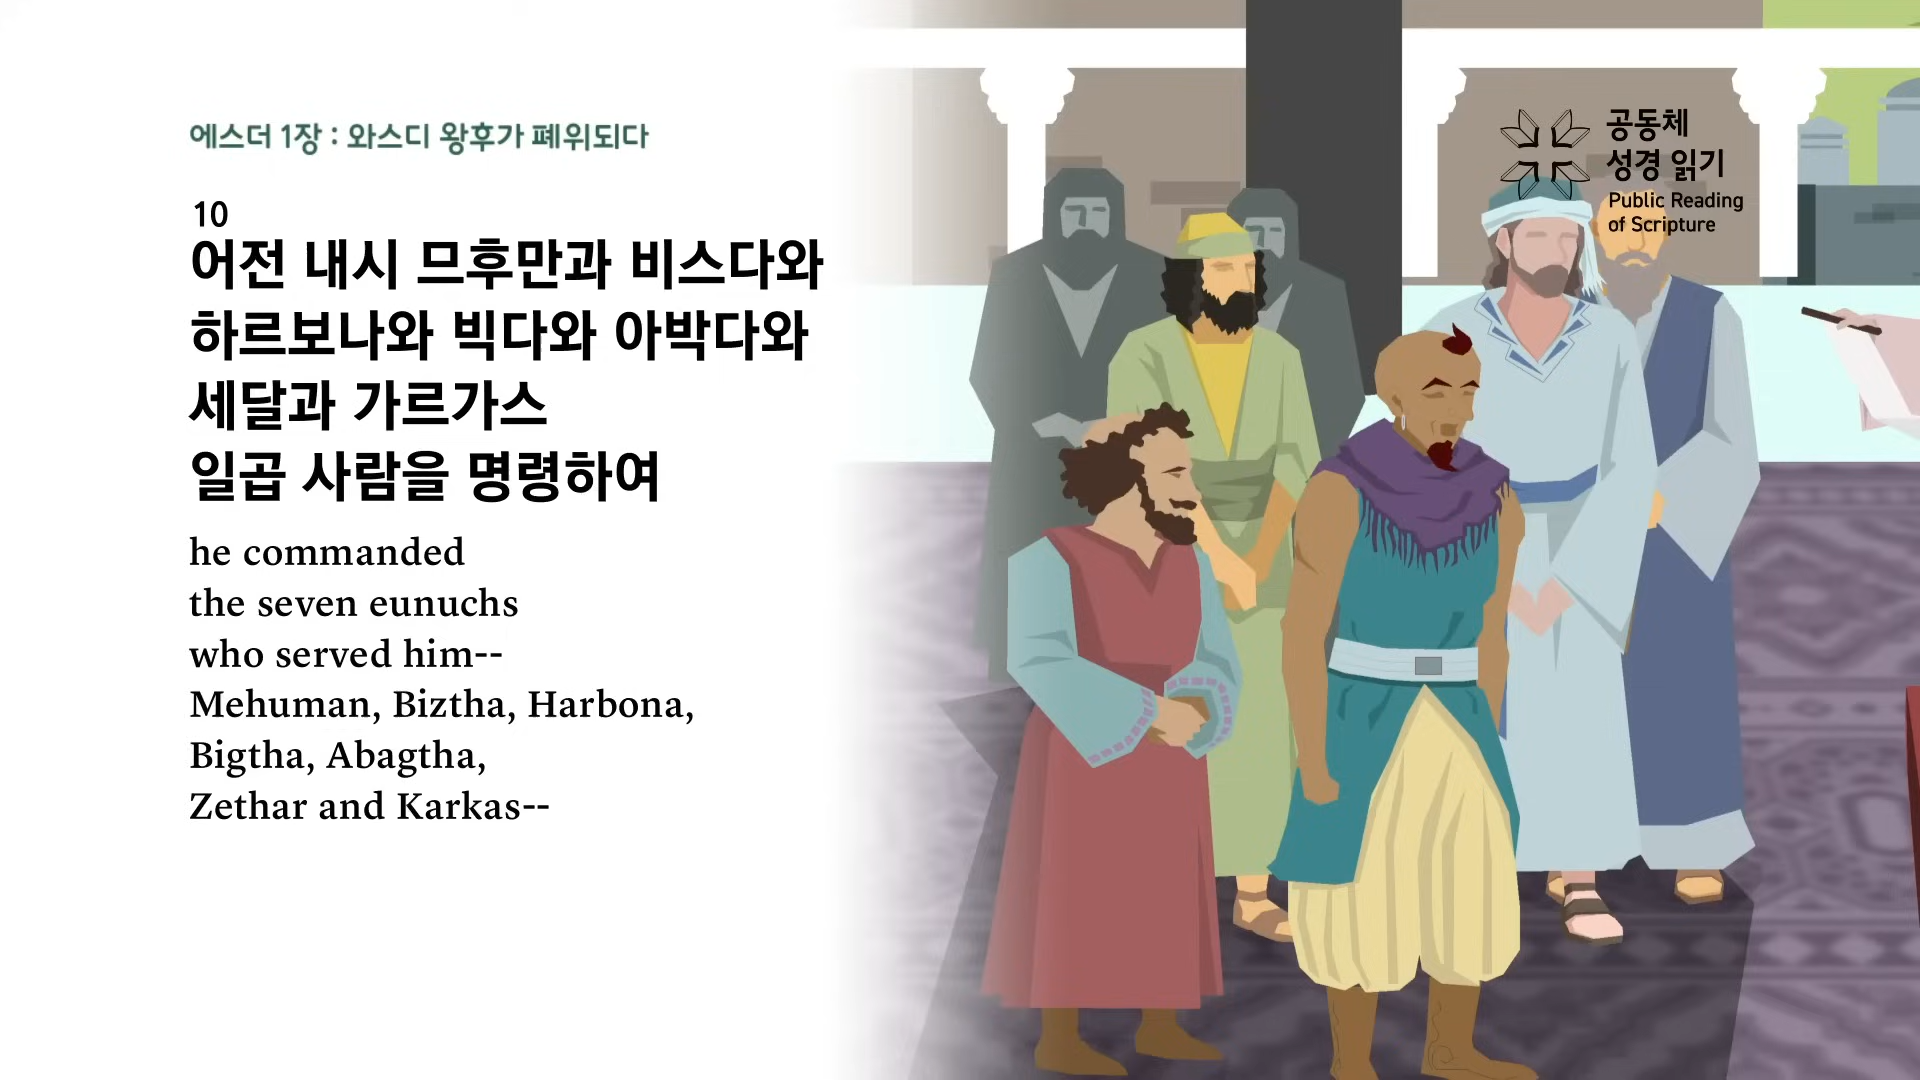 에스더 1장 : 와스디 왕후가 폐위되다
10
어전 내시 므후만과 비스다와
하르보나와 빅다와 아박다와
세달과 가르가스
일곱 사람을 명령하여
he commanded
the seven eunuchs
who served him--
Mehuman, Biztha, Harbona,
Bigtha, Abagtha,
Zethar and Karkas--
공동체
성경 읽기
Public Reading
of Scripture